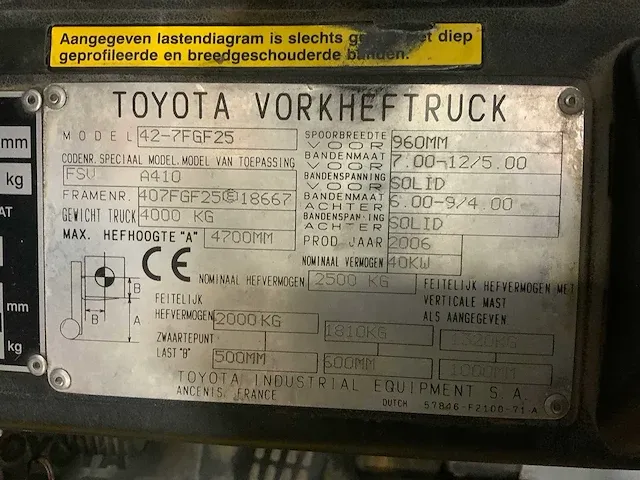 Aangegeven lastendiagram is slechts diep
geprofileerde en breedgeschouderde banden.
TOYOTA VORKHEFTRUCK
MODEL 42-7FGF25
CODENR. SPECIAAL MODEL.MODEL VAN TOEPASSING
FSV A410
FRAMENR. 407FGF25Ⓔ18667
GEWICHT TRUCK 4000 KG
MAX. HEFHOOGTE "A" 4700MM
SPOORBREEDTE
VOOR 960MM
BANDENMAAT
VOOR 7.00-12/5.00
BANDENSPANNING
VOOR SOLID
BANDENMAAT
ACHTER 6.00-9/4.00
BANDENSPANNING
ACHTER SOLID
PROD JAAR 2006
NOMINAAL VERMOGEN 40KW
CE
NOMINAAL HEFVERMOGEN 2500 KG
FEITELIJK HEFVERMOGEN MET
VERTICALE MAST
ALS AANGEGEVEN
B
B A
FEITELIJK
HEFVERMOGEN 2000KG 1810KG
ZWAARTEPUNT
LAST "B" 500MM 600MM 1000MM
TOYOTA INDUSTRIAL EQUIPMENT S.A.
ANCENIS, FRANCE
DUTCH 57846-F2100-71 A
mm
kg
AT
mm
kg